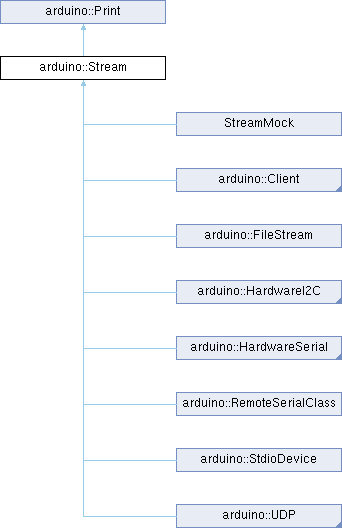 arduino::Print
arduino::Stream
StreamMock
arduino::Client
arduino::FileStream
arduino::HardwareI2C
arduino::HardwareSerial
arduino::RemoteSerialClass
arduino::StdioDevice
arduino::UDP